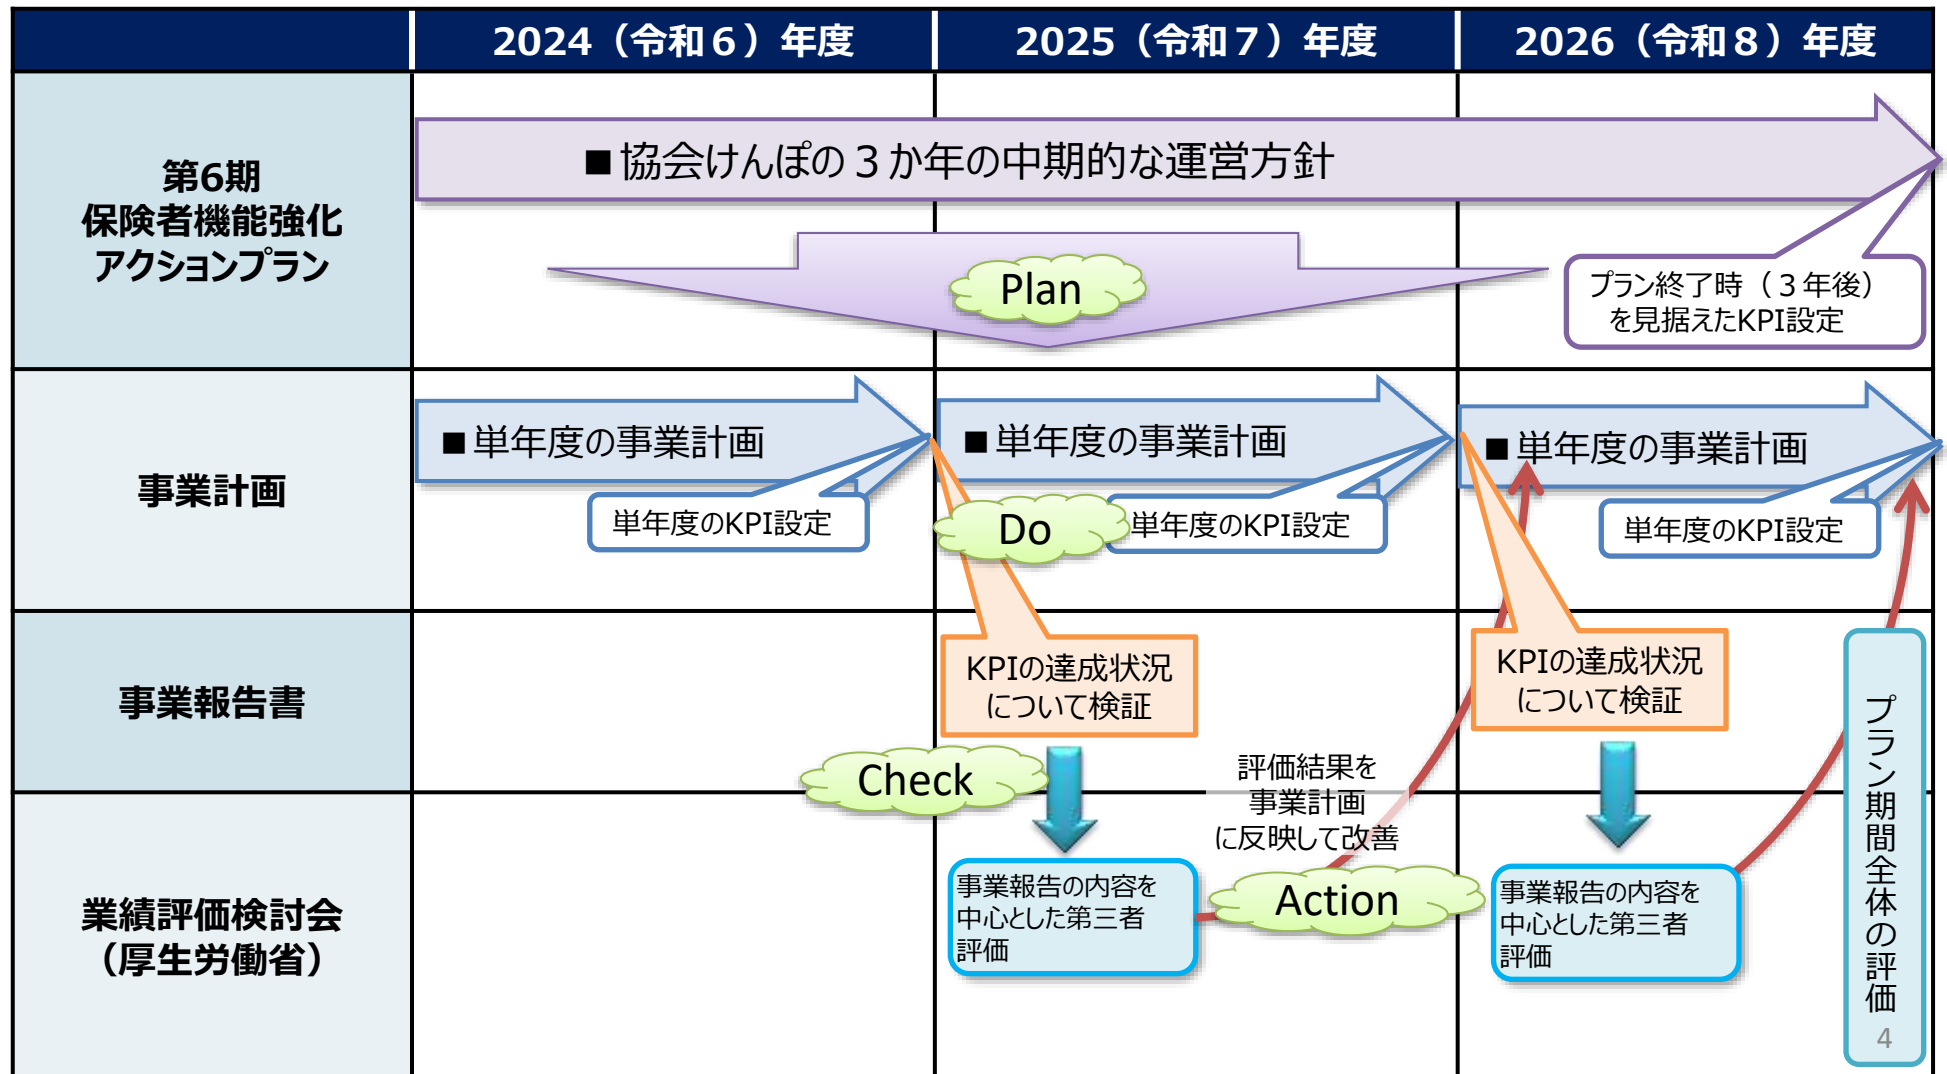 2024（令和６）年度
2025（令和７）年度
2026（令和８）年度
第6期
保険者機能強化
アクションプラン
■協会けんぽの３か年の中期的な運営方針
Plan
プラン終了時（３年後）
を見据えたKPI設定
事業計画
■単年度の事業計画
単年度のKPI設定
■単年度の事業計画
Do
単年度のKPI設定
■単年度の事業計画
単年度のKPI設定
事業報告書
KPIの達成状況
について検証
KPIの達成状況
について検証
Check
評価結果を
事業計画
に反映して改善
プラン期間全体の評価
業績評価検討会
（厚生労働省）
事業報告の内容を
中心とした第三者
評価
Action
事業報告の内容を
中心とした第三者
評価
4